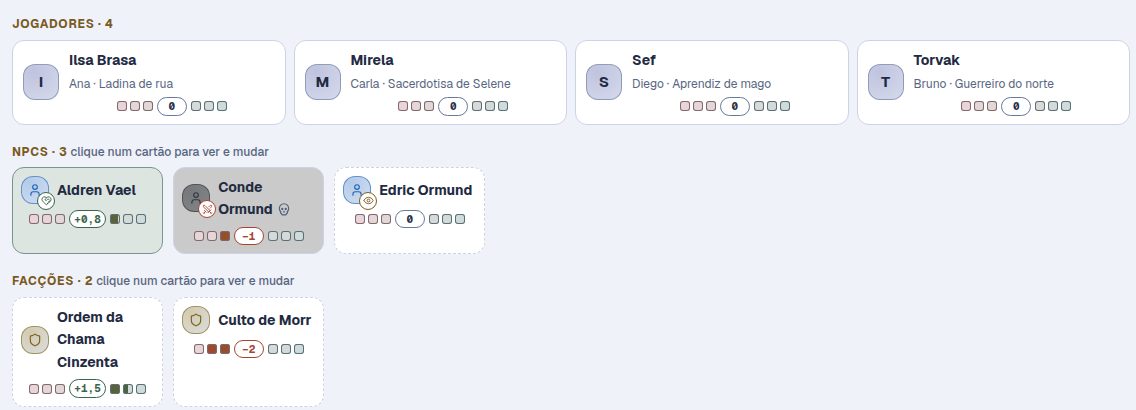 JOGADORES · 4
I
Ilsa Brasa
Ana · Ladina de rua
0
M
Mirela
Carla · Sacerdotisa de Selene
0
S
Sef
Diego · Aprendiz de mago
0
T
Torvak
Bruno · Guerreiro do norte
0
NPCS · 3 clique num cartão para ver e mudar
Aldren Vael
+0,8
Conde
Ormund
−1
Edric Ormund
0
FACÇÕES · 2 clique num cartão para ver e mudar
Ordem da
Chama
Cinzenta
+1,5
Culto de Morr
−2